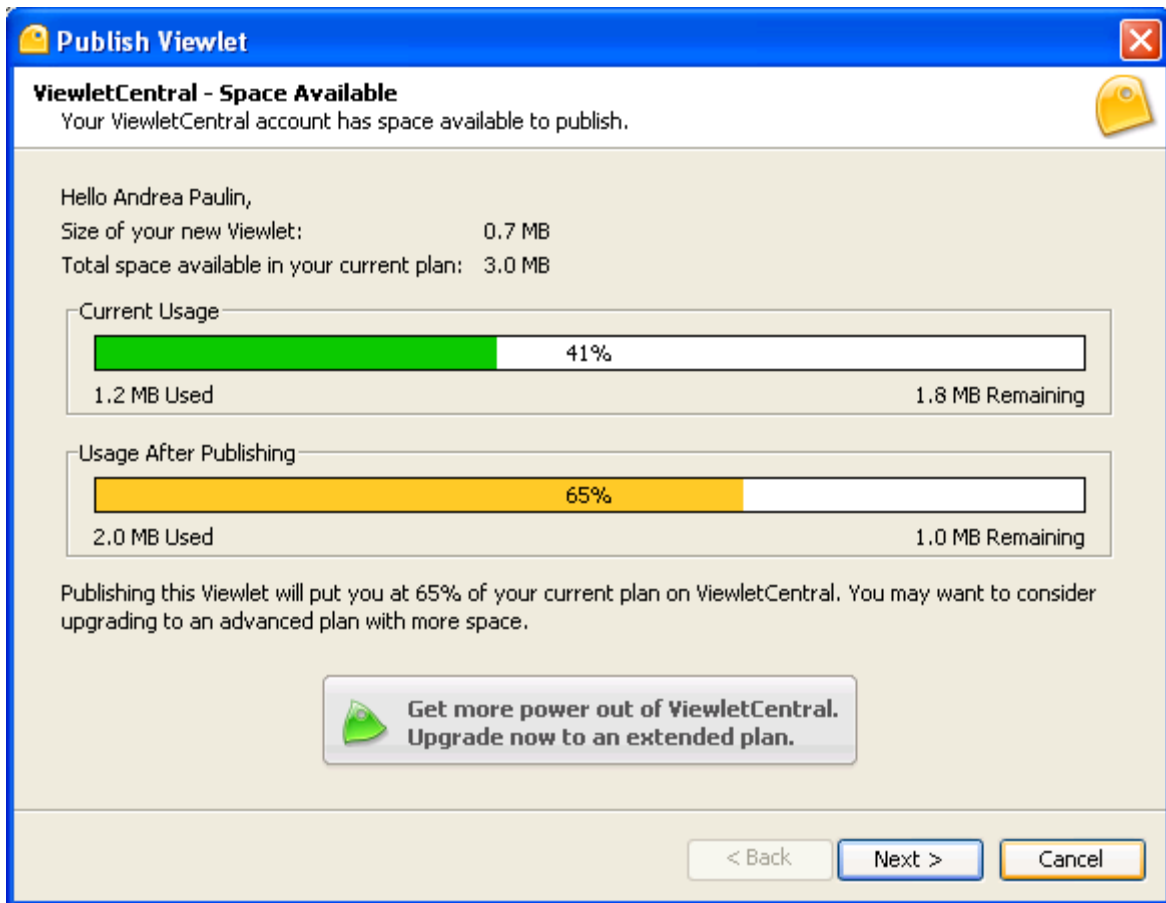 Publish Viewlet
ViewletCentral - Space Available
Your ViewletCentral account has space available to publish.
Hello Andrea Paulin,
Size of your new Viewlet: 0.7 MB
Total space available in your current plan: 3.0 MB
Current Usage
41%
1.2 MB Used 1.8 MB Remaining
Usage After Publishing
65%
2.0 MB Used 1.0 MB Remaining
Publishing this Viewlet will put you at 65% of your current plan on ViewletCentral. You may want to consider
upgrading to an advanced plan with more space.
Get more power out of ViewletCentral.
Upgrade now to an extended plan.
< Back Next > Cancel